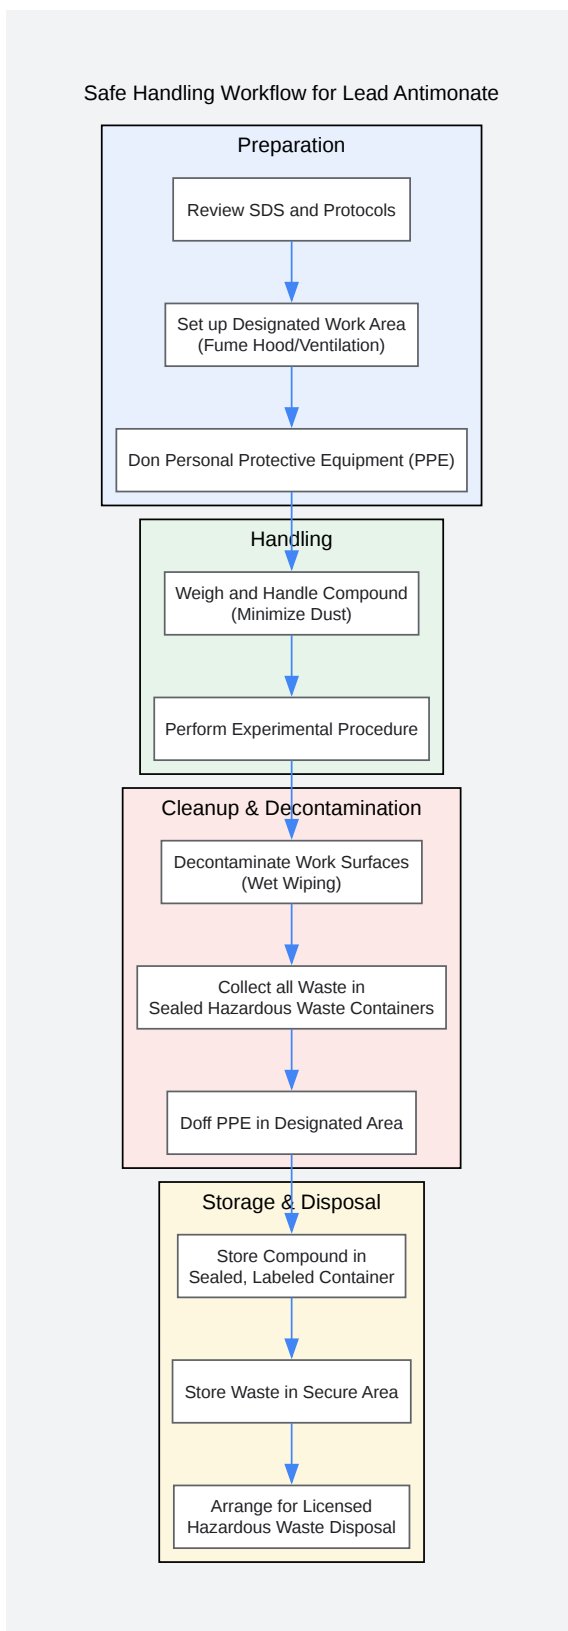 Safe Handling Workflow for Lead Antimonate
Preparation
Review SDS and Protocols
Set up Designated Work Area
(Fume Hood/Ventilation)
Don Personal Protective Equipment (PPE)
Handling
Weigh and Handle Compound
(Minimize Dust)
Perform Experimental Procedure
Cleanup & Decontamination
Decontaminate Work Surfaces
(Wet Wiping)
Collect all Waste in
Sealed Hazardous Waste Containers
Doff PPE in Designated Area
Storage & Disposal
Store Compound in
Sealed, Labeled Container
Store Waste in Secure Area
Arrange for Licensed
Hazardous Waste Disposal